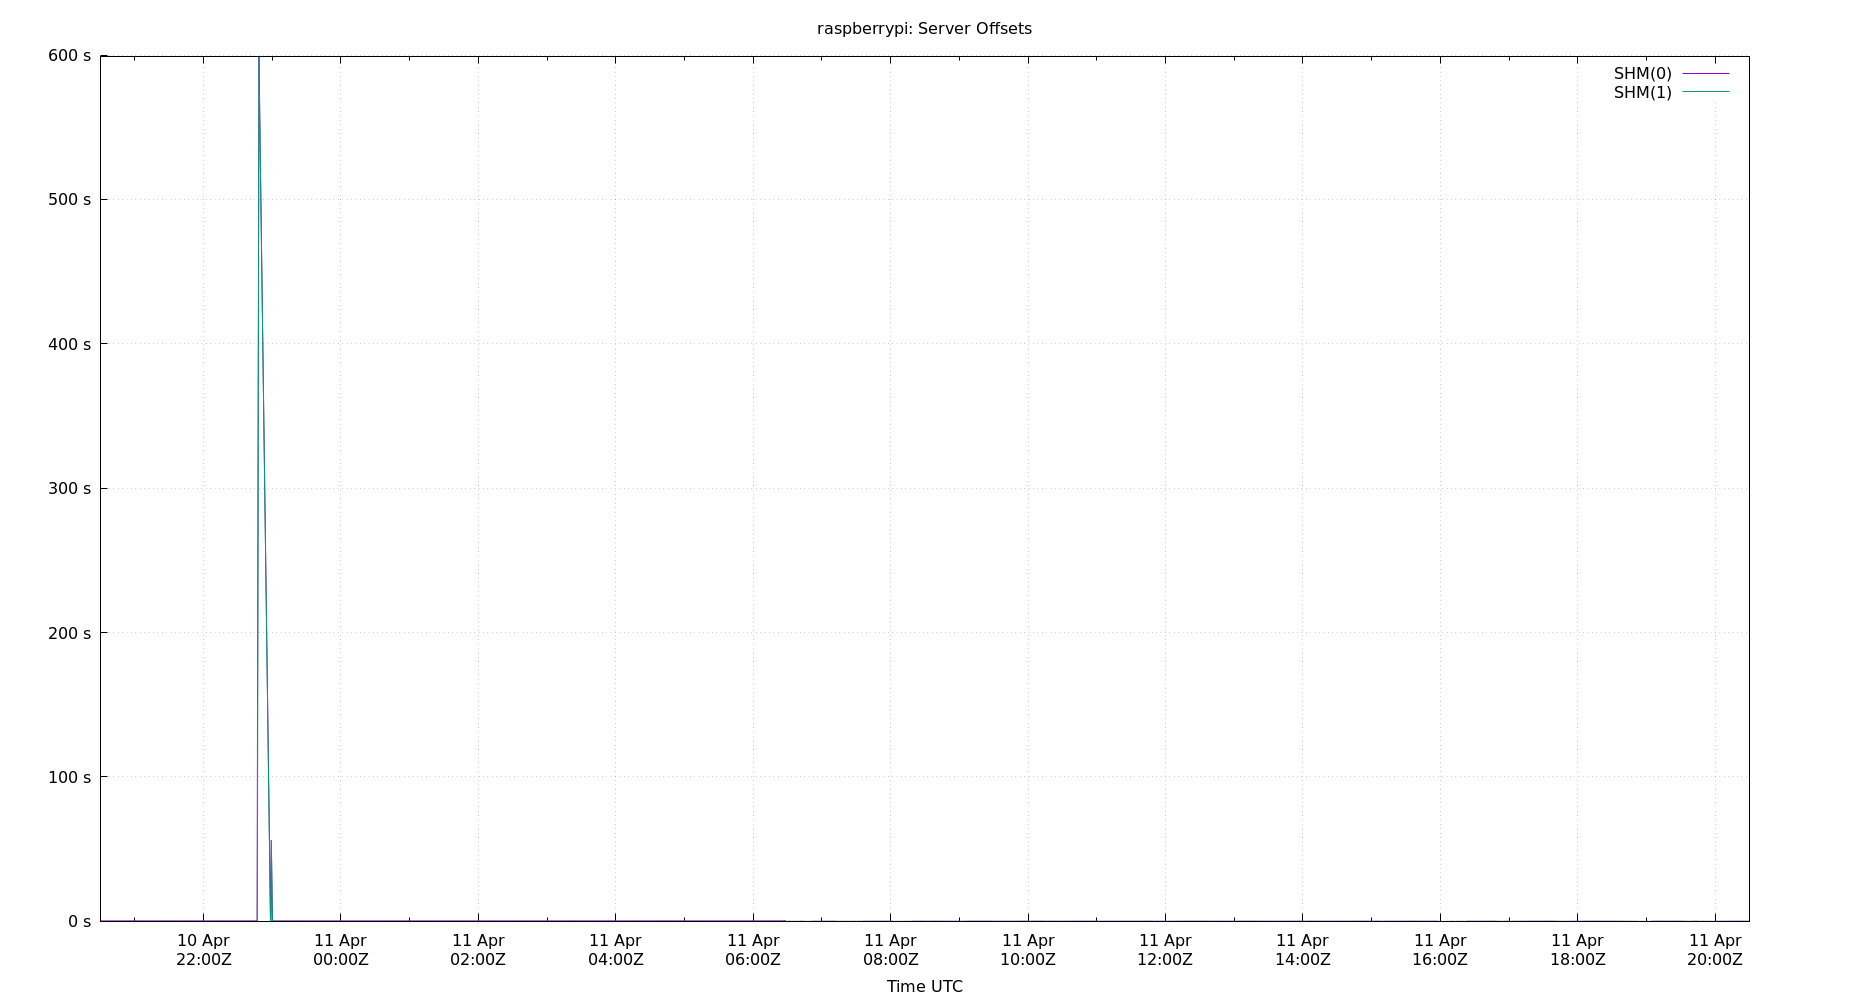 raspberrypi: Server Offsets
600 s
500 s
400 s
300 s
200 s
100 s
0 s
SHM(0)
SHM(1)
10 Apr 11 Apr 11 Apr 11 Apr 11 Apr 11 Apr 11 Apr 11 Apr 11 Apr 11 Apr 11 Apr 11 Apr
22:00Z 00:00Z 02:00Z 04:00Z 06:00Z 08:00Z 10:00Z 12:00Z 14:00Z 16:00Z 18:00Z 20:00Z
Time UTC